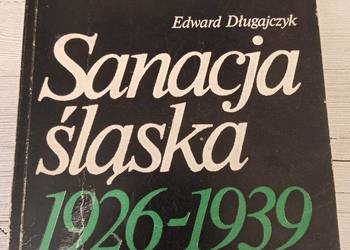 Edward Długajczyk
Sanacja
śląska
1926-1939